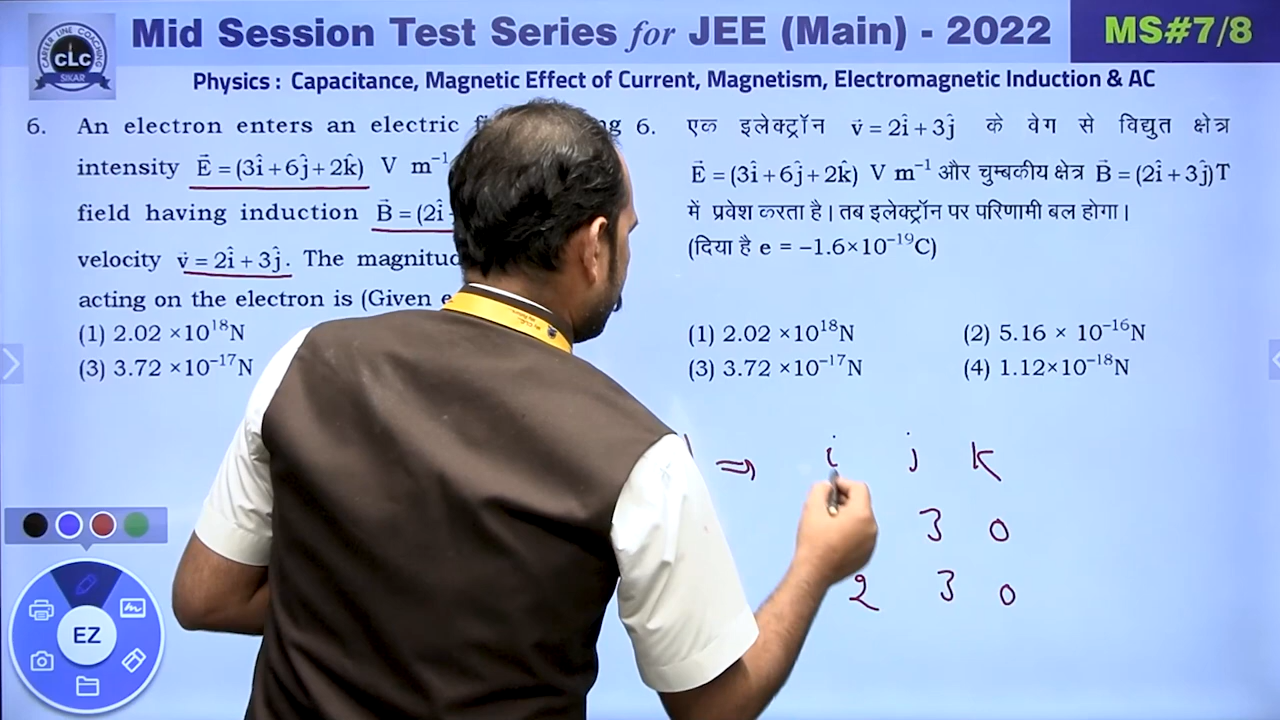 Mid Session Test Series for JEE (Main) - 2022
MS#7/8
CAREER LINE COACHING
CLC
SIKAR
Physics : Capacitance, Magnetic Effect of Current, Magnetism, Electromagnetic Induction & AC
6. An electron enters an electric
intensity E⃗ = (3î+6ĵ+2k̂) V m⁻¹
field having induction B⃗ = (2î
velocity v⃗ = 2î + 3ĵ. The
acting on the electron is (Given
(1) 2.02 ×10¹⁸N
(3) 3.72 ×10⁻¹⁷N
6. एक इलेक्ट्रॉन v⃗ = 2î + 3ĵ के वेग से विद्युत क्षेत्र
E⃗ = (3î+6ĵ+2k̂) V m⁻¹ और चुम्बकीय क्षेत्र B⃗ = (2î+3ĵ)T
में प्रवेश करता है। तब इलेक्ट्रॉन पर परिणामी बल होगा।
(दिया है e = −1.6×10⁻¹⁹C)
(1) 2.02 ×10¹⁸N (2) 5.16 × 10⁻¹⁶N
(3) 3.72 ×10⁻¹⁷N (4) 1.12×10⁻¹⁸N
⇒ i j k
3 0
2 3 0
EZ